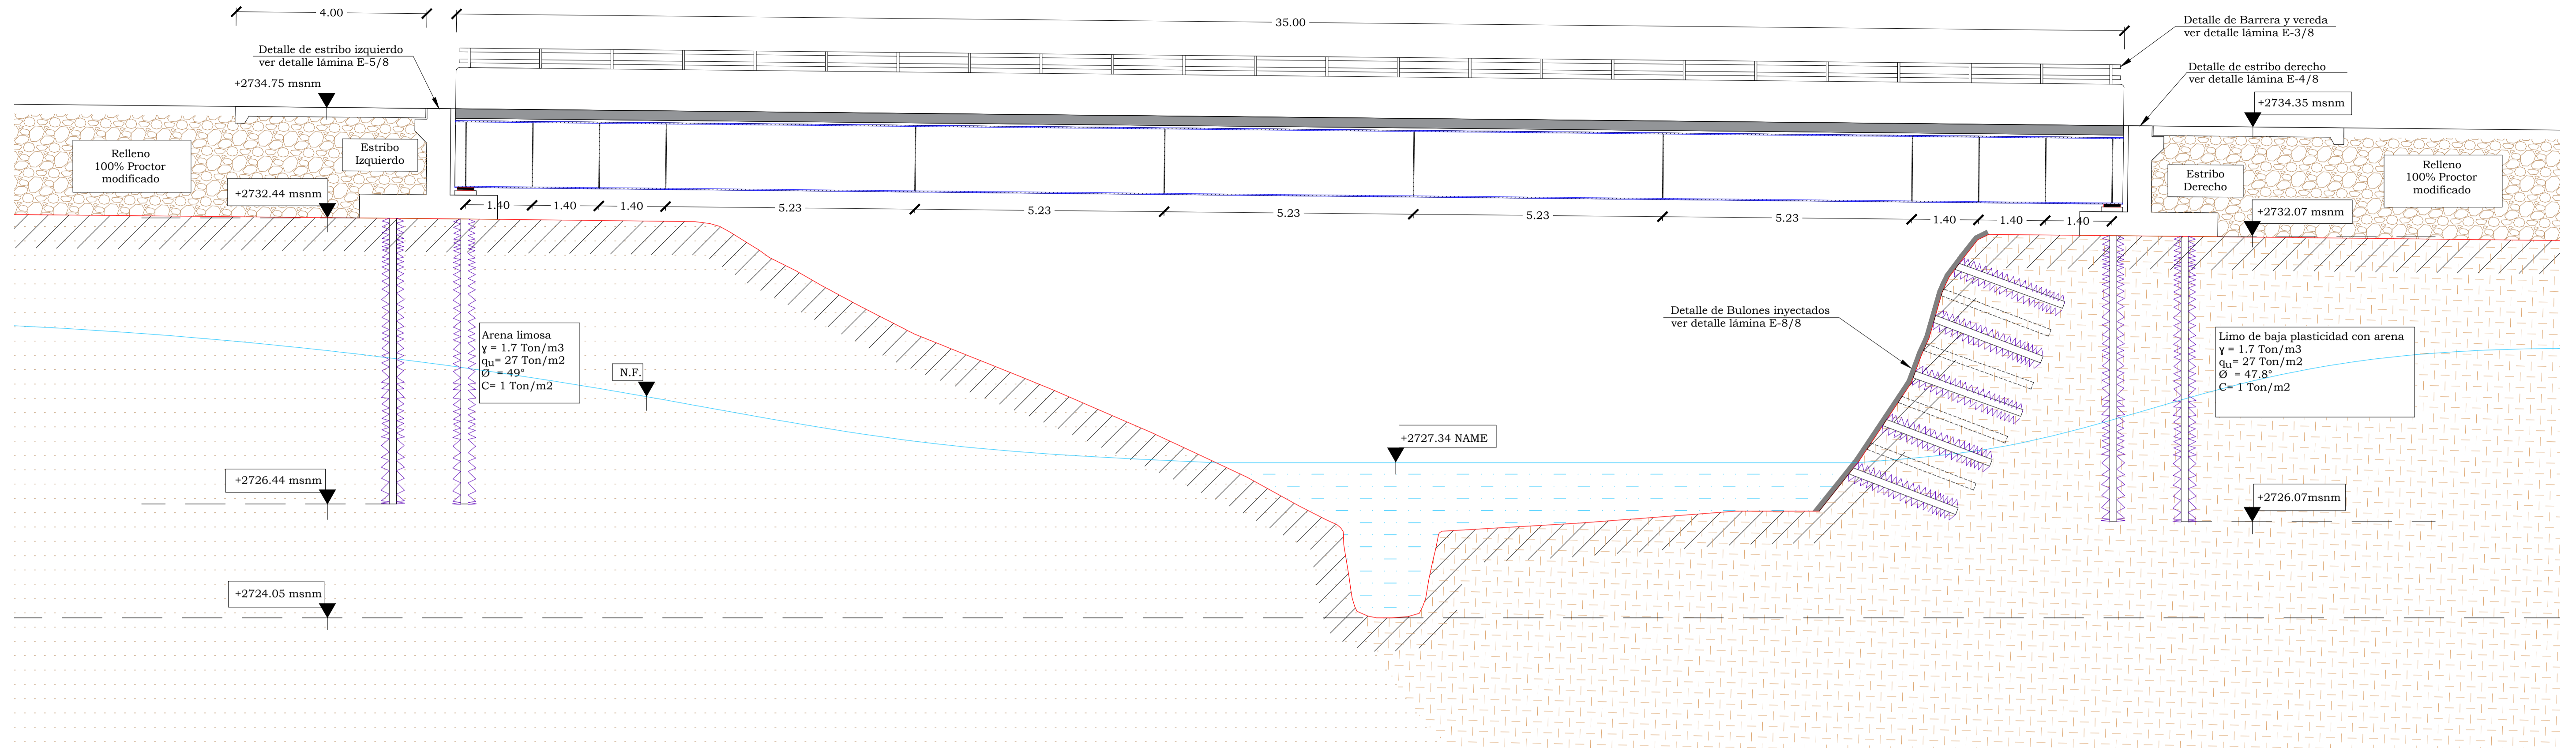 4.00
35.00
Detalle de Barrera y vereda
ver detalle lámina E-3/8
Detalle de estribo izquierdo
ver detalle lámina E-5/8
Detalle de estribo derecho
ver detalle lámina E-4/8
+2734.75 msnm
+2734.35 msnm
Relleno
100% Proctor
modificado
Estribo
Izquierdo
Estribo
Derecho
Relleno
100% Proctor
modificado
+2732.44 msnm
1.40
1.40
1.40
5.23
5.23
5.23
5.23
5.23
1.40
1.40
1.40
+2732.07 msnm
Detalle de Bulones inyectados
ver detalle lámina E-8/8
Arena limosa
γ = 1.7 Ton/m3
qu= 27 Ton/m2
Ø = 49°
C= 1 Ton/m2
N.F.
Limo de baja plasticidad con arena
γ = 1.7 Ton/m3
qu= 27 Ton/m2
Ø = 47.8°
C= 1 Ton/m2
+2727.34 NAME
+2726.44 msnm
+2726.07msnm
+2724.05 msnm